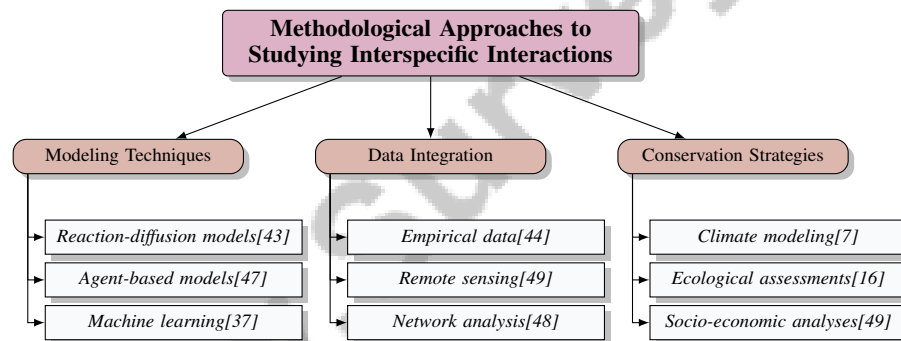 Methodological Approaches to
Studying Interspecific Interactions
Modeling Techniques
Data Integration
Conservation Strategies
Reaction-diffusion models[43]
Empirical data[44]
Climate modeling[7]
Agent-based models[47]
Remote sensing[49]
Ecological assessments[16]
Machine learning[37]
Network analysis[48]
Socio-economic analyses[49]